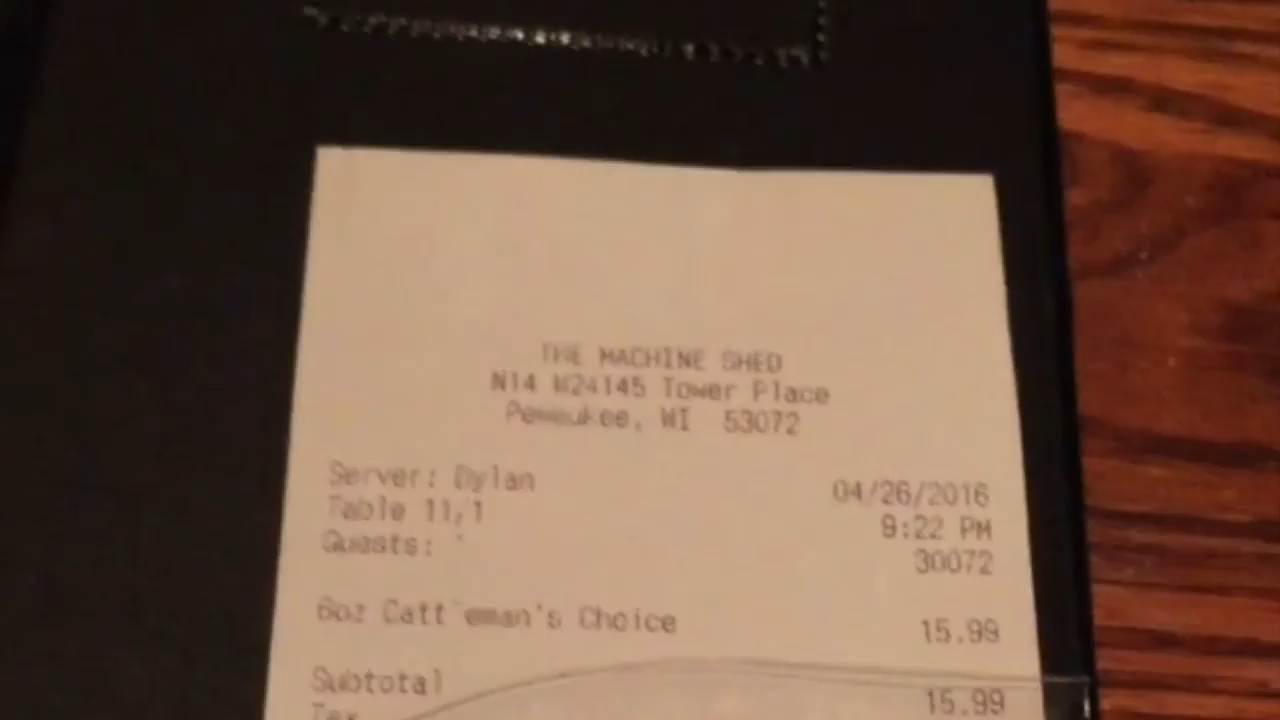 THE MACHINE SHED
N14 W24145 Tower Place
Pewaukee, WI 53072
Server: Dylan 04/26/2016
Table 11/1 9:22 PM
Guests: 30072
6oz Cattleman's Choice 15.99
Subtotal 15.99
Tax